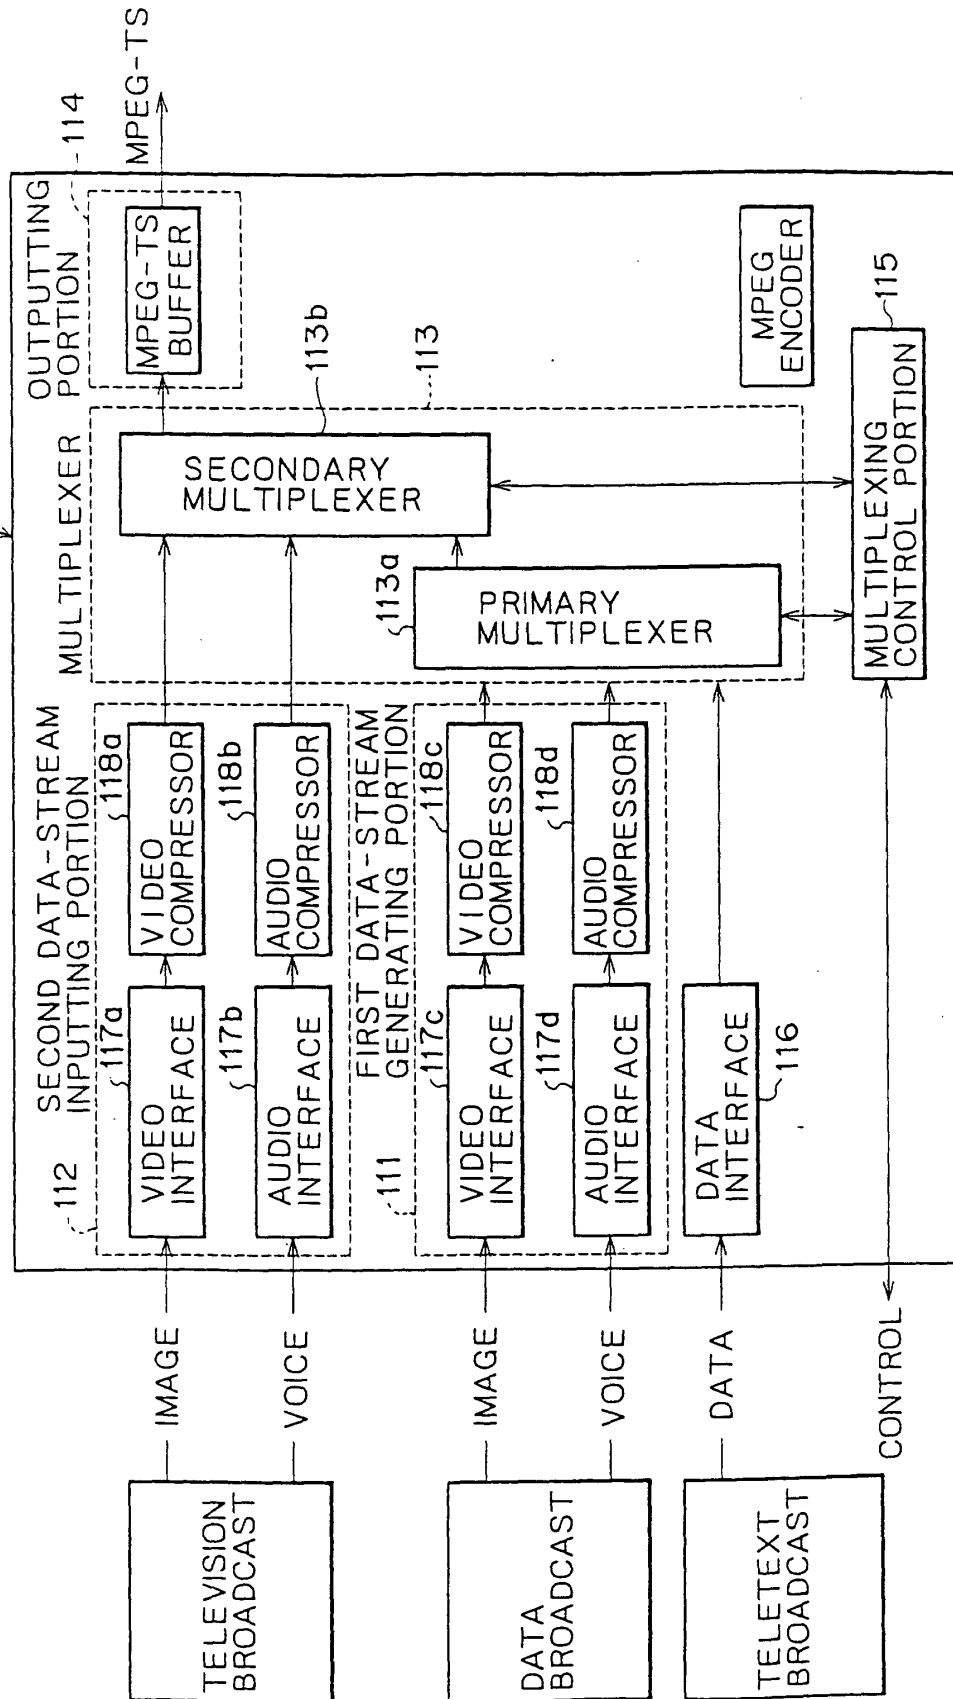 TELEVISION
BROADCAST
IMAGE
VOICE
DATA
BROADCAST
IMAGE
VOICE
TELETEXT
BROADCAST
DATA
CONTROL
112
SECOND DATA-STREAM
INPUTTING PORTION
117a
VIDEO
INTERFACE
118a
VIDEO
COMPRESSOR
117b
AUDIO
INTERFACE
118b
AUDIO
COMPRESSOR
111
FIRST DATA-STREAM
GENERATING PORTION
117c
VIDEO
INTERFACE
118c
VIDEO
COMPRESSOR
117d
AUDIO
INTERFACE
118d
AUDIO
COMPRESSOR
DATA
INTERFACE
116
MULTIPLEXER
SECONDARY
MULTIPLEXER
113b
113
113a
PRIMARY
MULTIPLEXER
OUTPUTTING
PORTION
114
MPEG-TS
BUFFER
MPEG-TS
MPEG
ENCODER
MULTIPLEXING
CONTROL PORTION
115